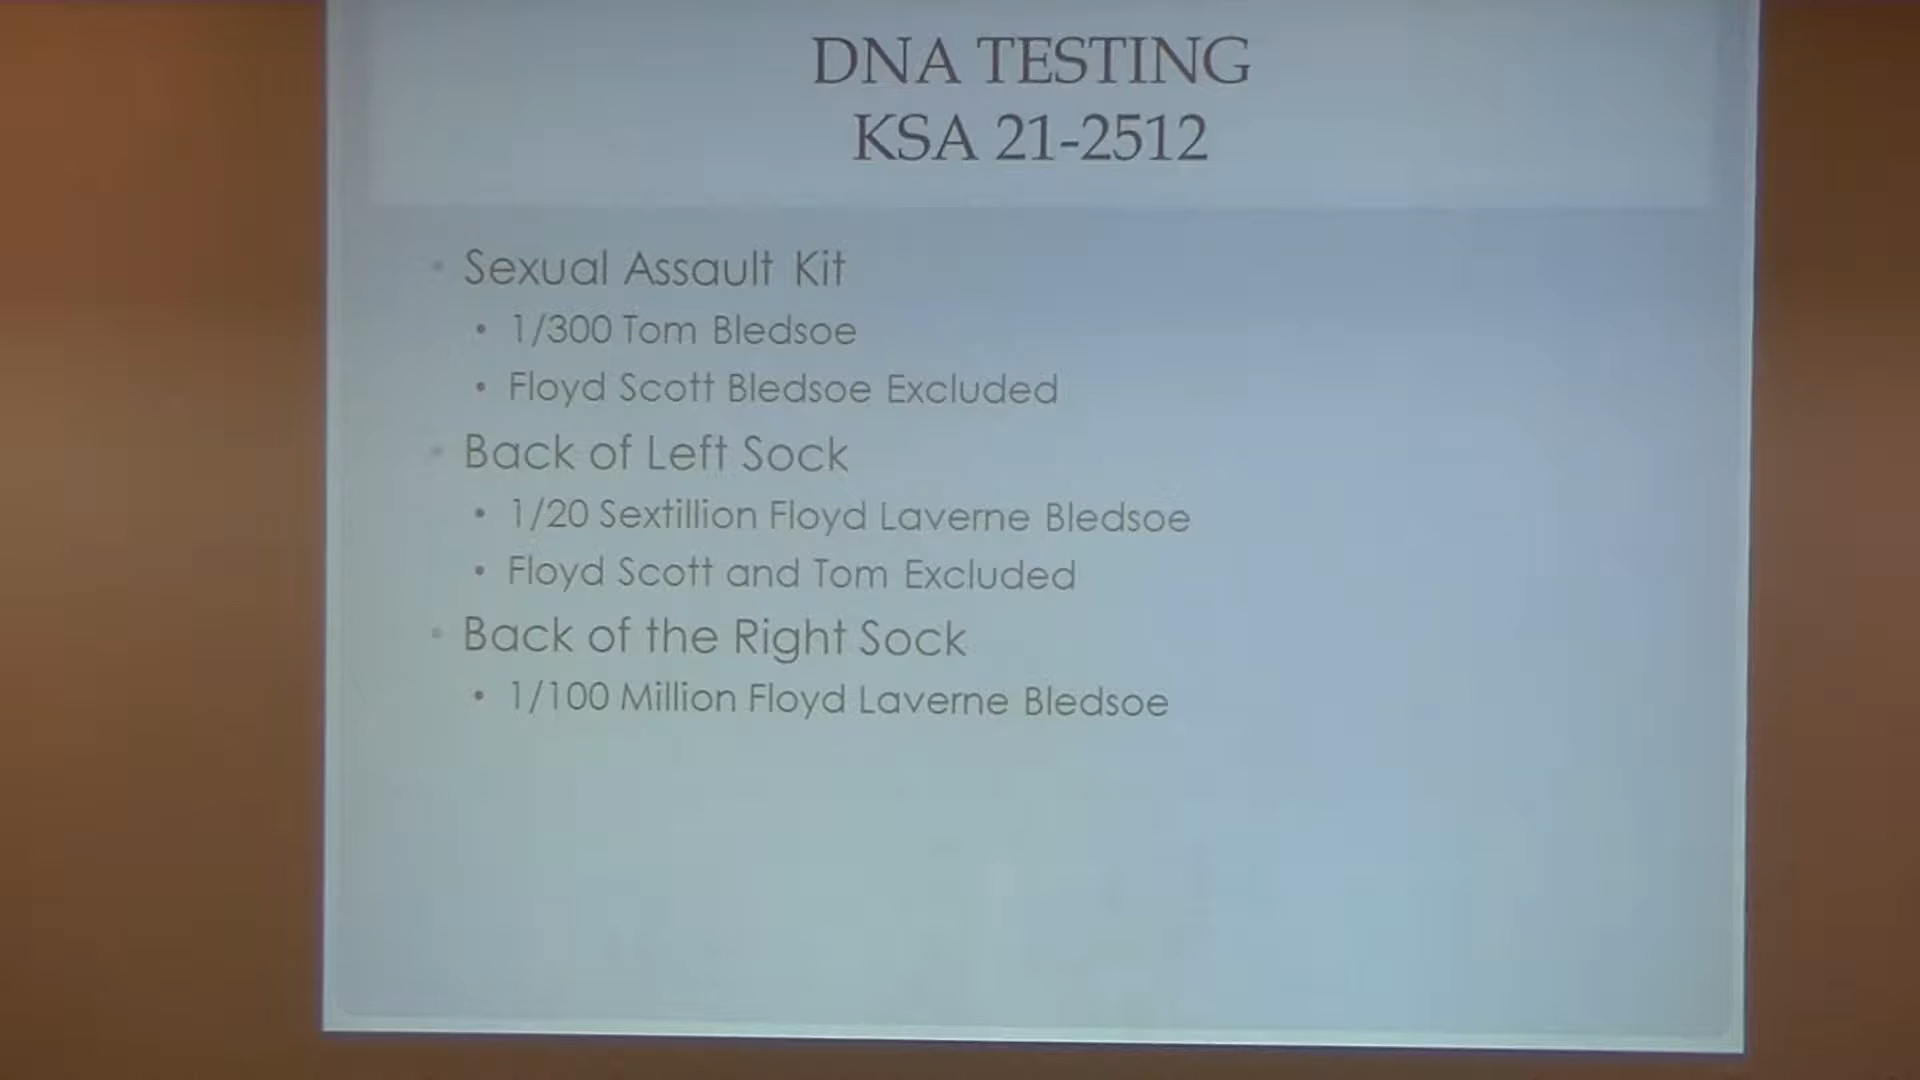 DNA TESTING
KSA 21-2512
• Sexual Assault Kit
• 1/300 Tom Bledsoe
• Floyd Scott Bledsoe Excluded
• Back of Left Sock
• 1/20 Sextillion Floyd Laverne Bledsoe
• Floyd Scott and Tom Excluded
• Back of the Right Sock
• 1/100 Million Floyd Laverne Bledsoe